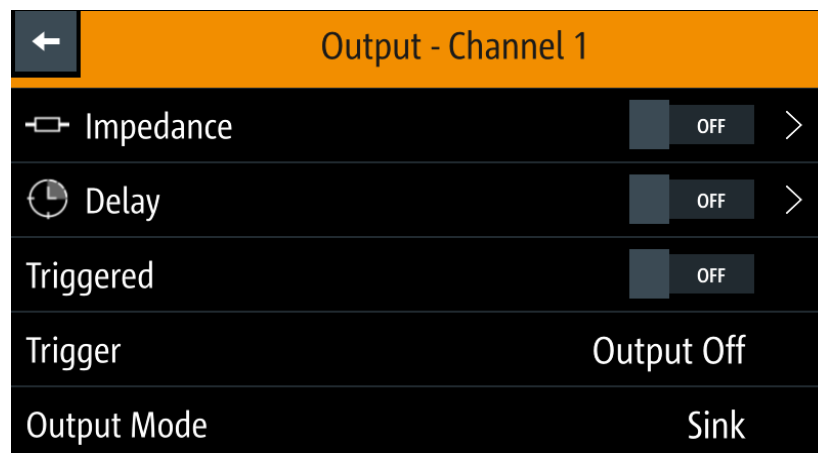 Output - Channel 1
Impedance OFF
Delay OFF
Triggered OFF
Trigger Output Off
Output Mode Sink